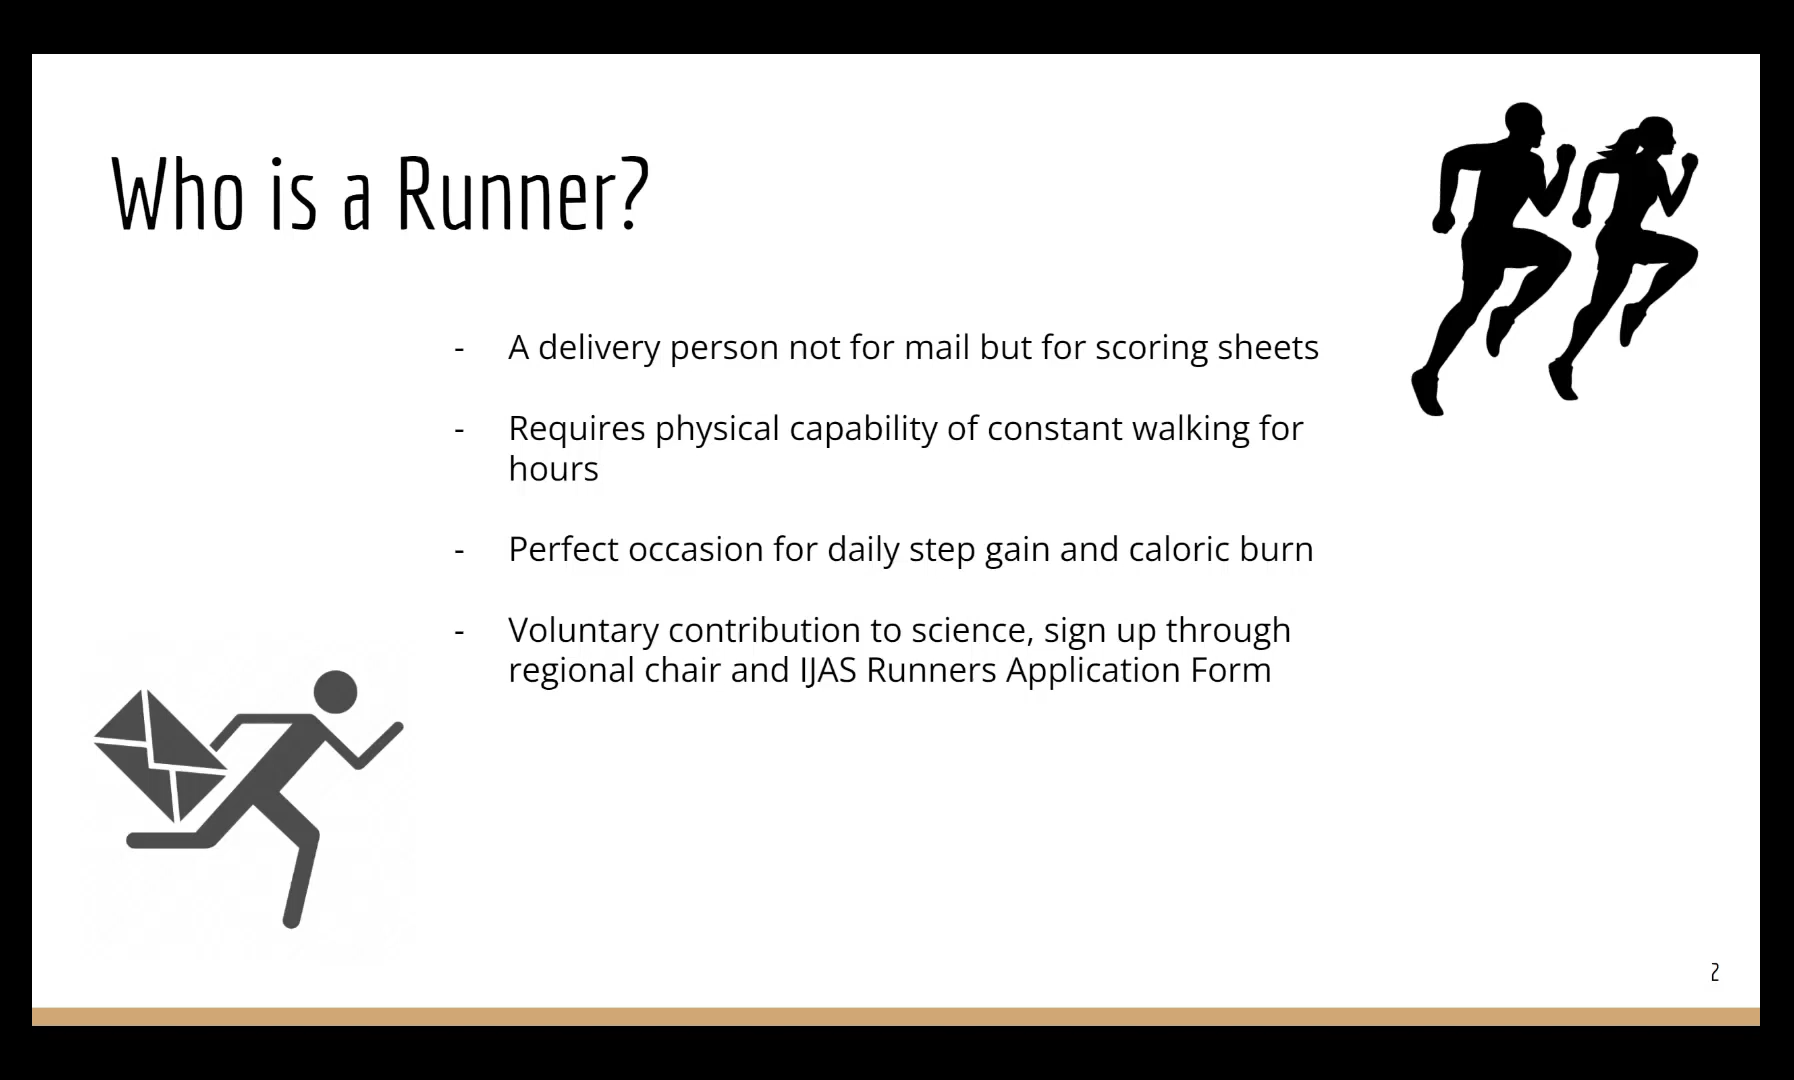 Who is a Runner?
- A delivery person not for mail but for scoring sheets
- Requires physical capability of constant walking for
hours
- Perfect occasion for daily step gain and caloric burn
- Voluntary contribution to science, sign up through
regional chair and IJAS Runners Application Form
2